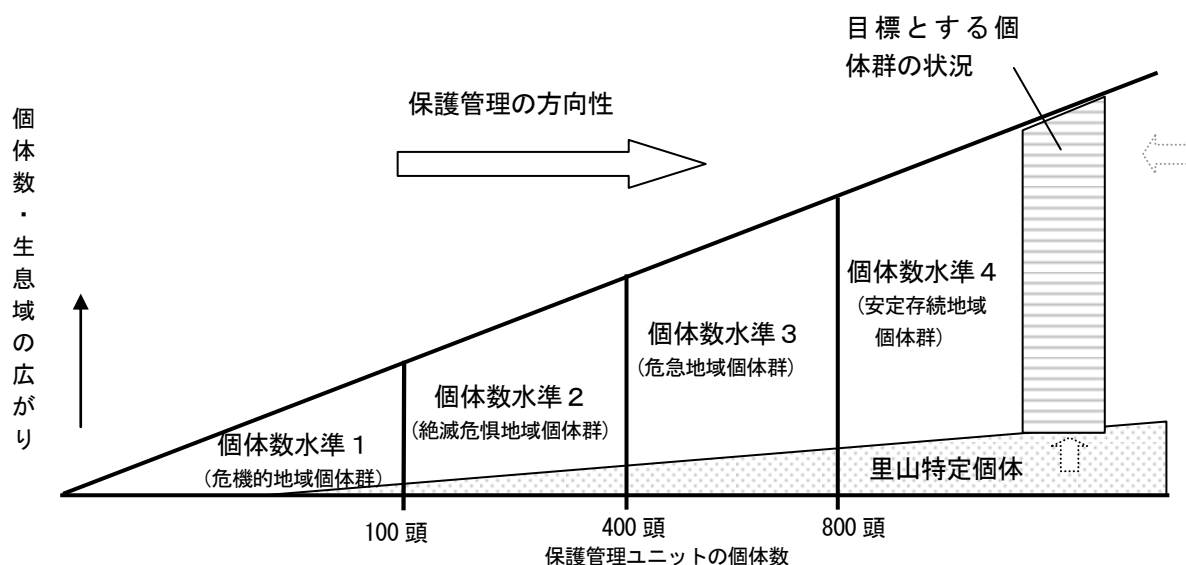 目標とする個
体群の状況
保護管理の方向性
個体数・生息域の広がり
個体数水準４
（安定存続地域
個体群）
個体数水準３
（危急地域個体群）
個体数水準２
（絶滅危惧地域個体群）
個体数水準１
（危機的地域個体群）
里山特定個体
100 頭
400 頭
800 頭
保護管理ユニットの個体数